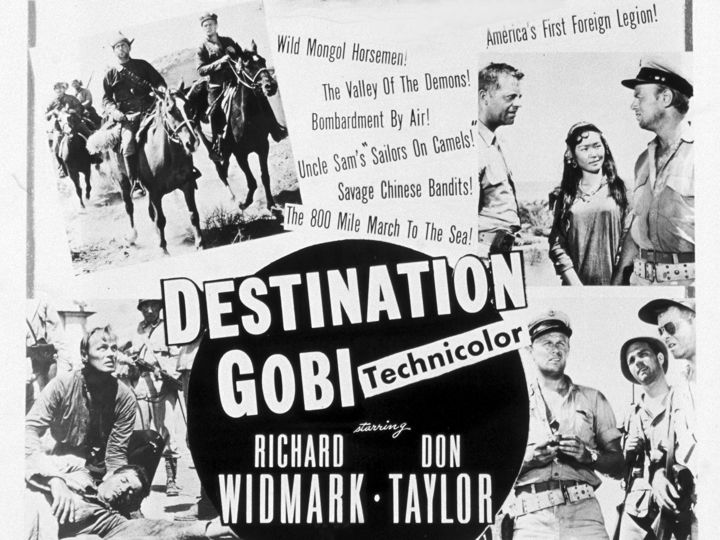 America's First Foreign Legion!
Wild Mongol Horsemen!
The Valley Of The Demons!
Bombardment By Air!
Uncle Sam's "Sailors On Camels"!
Savage Chinese Bandits!
The 800 Mile March To The Sea!
DESTINATION
GOBI
Technicolor
starring
RICHARD DON
WIDMARK · TAYLOR